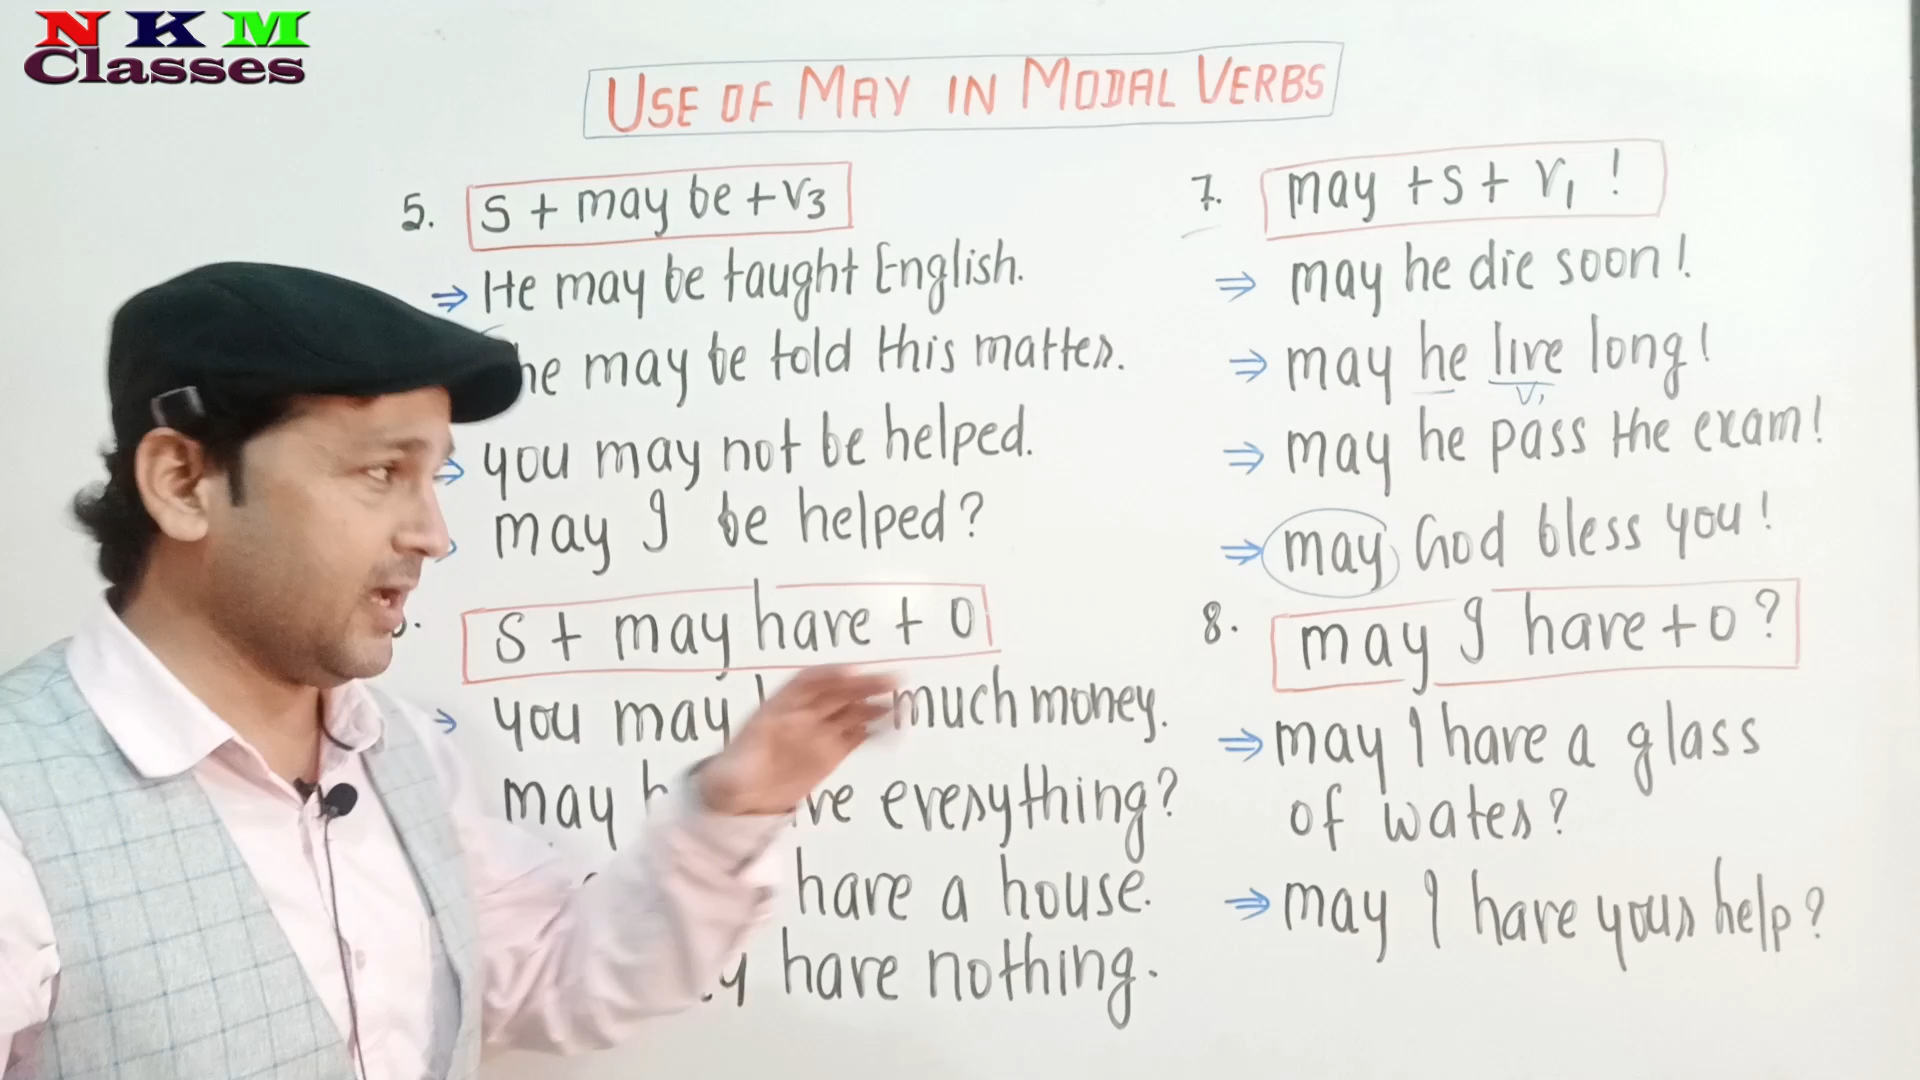 NKM
Classes
USE OF MAY IN MODAL VERBS
5. S + may be + V3
⇒ He may be taught English.
he may be told this matter.
⇒ you may not be helped.
may I be helped?
S + may have + O
you may much money.
may everything?
have a house.
have nothing.
7. may + S + V1 !
⇒ may he die soon!
⇒ may he live long!
V1
⇒ may he pass the exam!
⇒ may God bless you!
8. may I have + O ?
⇒ may I have a glass
of water?
⇒ may I have your help?